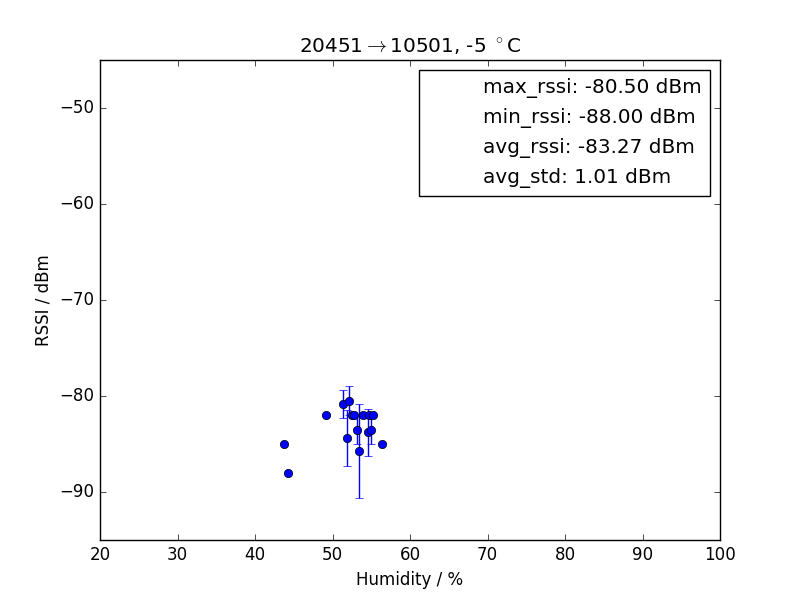 20451→10501, -5 °C
max_rssi: -80.50 dBm
min_rssi: -88.00 dBm
avg_rssi: -83.27 dBm
avg_std: 1.01 dBm
−50
−60
−70
−80
−90
RSSI / dBm
20 30 40 50 60 70 80 90 100
Humidity / %